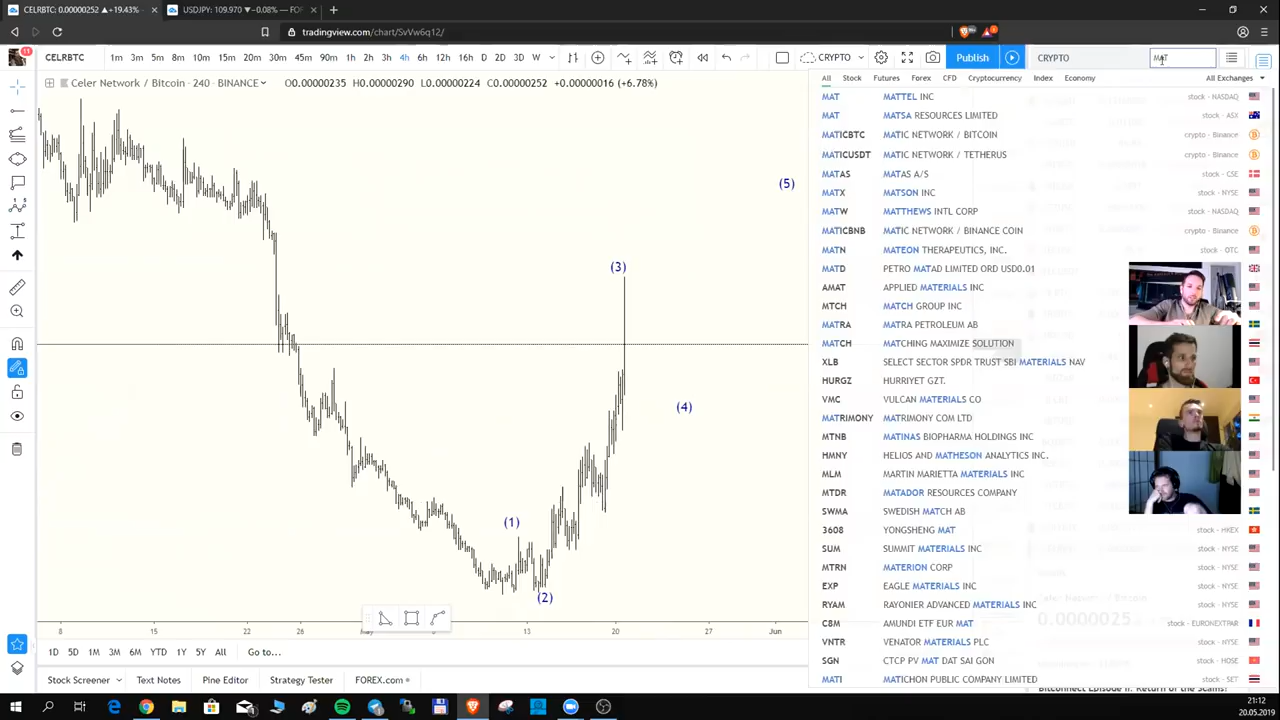 CELRBTC: 0.00000252 ▲ +19.43% ×
USDJPY: 109.970 ▼ −0.08% — FO
tradingview.com/chart/SvVw6q12/
1m 3m 5m 8m 10m 15m 20m 30m 45m 1h 2h 3h 4h 6h 12h D 2D W 3W
CRYPTO
Publish
CRYPTO
MAT
CELRBTC
Celer Network / Bitcoin · 240 · BINANCE
O0.00000235 H0.00000290 L0.00000224 C0.00000252 +0.00000016 (+6.78%)
All Stock Futures Forex CFD Cryptocurrency Index Economy All Exchanges
MAT MATTEL INC stock - NASDAQ
MAT MATSA RESOURCES LIMITED stock - ASX
MATICBTC MATIC NETWORK / BITCOIN crypto - Binance
MATICUSDT MATIC NETWORK / TETHERUS crypto - Binance
MATAS MATAS A/S stock - CSE
MATX MATSON INC stock - NYSE
MATW MATTHEWS INTL CORP stock - NASDAQ
MATICBNB MATIC NETWORK / BINANCE COIN crypto - Binance
MATN MATEON THERAPEUTICS, INC. stock - OTC
MATD PETRO MATAD LIMITED ORD USD0.01
AMAT APPLIED MATERIALS INC
MTCH MATCH GROUP INC
MATRA MATRA PETROLEUM AB
MATCH MATCHING MAXIMIZE SOLUTION
XLB SELECT SECTOR SPDR TRUST SBI MATERIALS NAV
HURGZ HURRIYET GZT.
VMC VULCAN MATERIALS CO
MATRIMONY MATRIMONY COM LTD
MTNB MATINAS BIOPHARMA HOLDINGS INC
HMNY HELIOS AND MATHESON ANALYTICS INC.
MLM MARTIN MARIETTA MATERIALS INC
MTDR MATADOR RESOURCES COMPANY
SWMA SWEDISH MATCH AB
3608 YONGSHENG MAT stock - HKEX
SUM SUMMIT MATERIALS INC stock - NYSE
MTRN MATERION CORP stock - NYSE
EXP EAGLE MATERIALS INC stock - NYSE
RYAM RAYONIER ADVANCED MATERIALS INC stock - NYSE
CBM AMUNDI ETF EUR MAT stock - EURONEXTPAR
VNTR VENATOR MATERIALS PLC stock - NYSE
SGN CTCP PV MAT DAT SAI GON stock - HOSE
MATI MATICHON PUBLIC COMPANY LIMITED stock - SET
(5)
(3)
(4)
(1)
(2)
8 15 22 26 13 20 27 Jun
1D 5D 1M 3M 6M YTD 1Y 5Y All Go to...
Stock Screener Text Notes Pine Editor Strategy Tester FOREX.com
Bitconnect Episode II: Return of the Scams!
21:12
20.05.2019